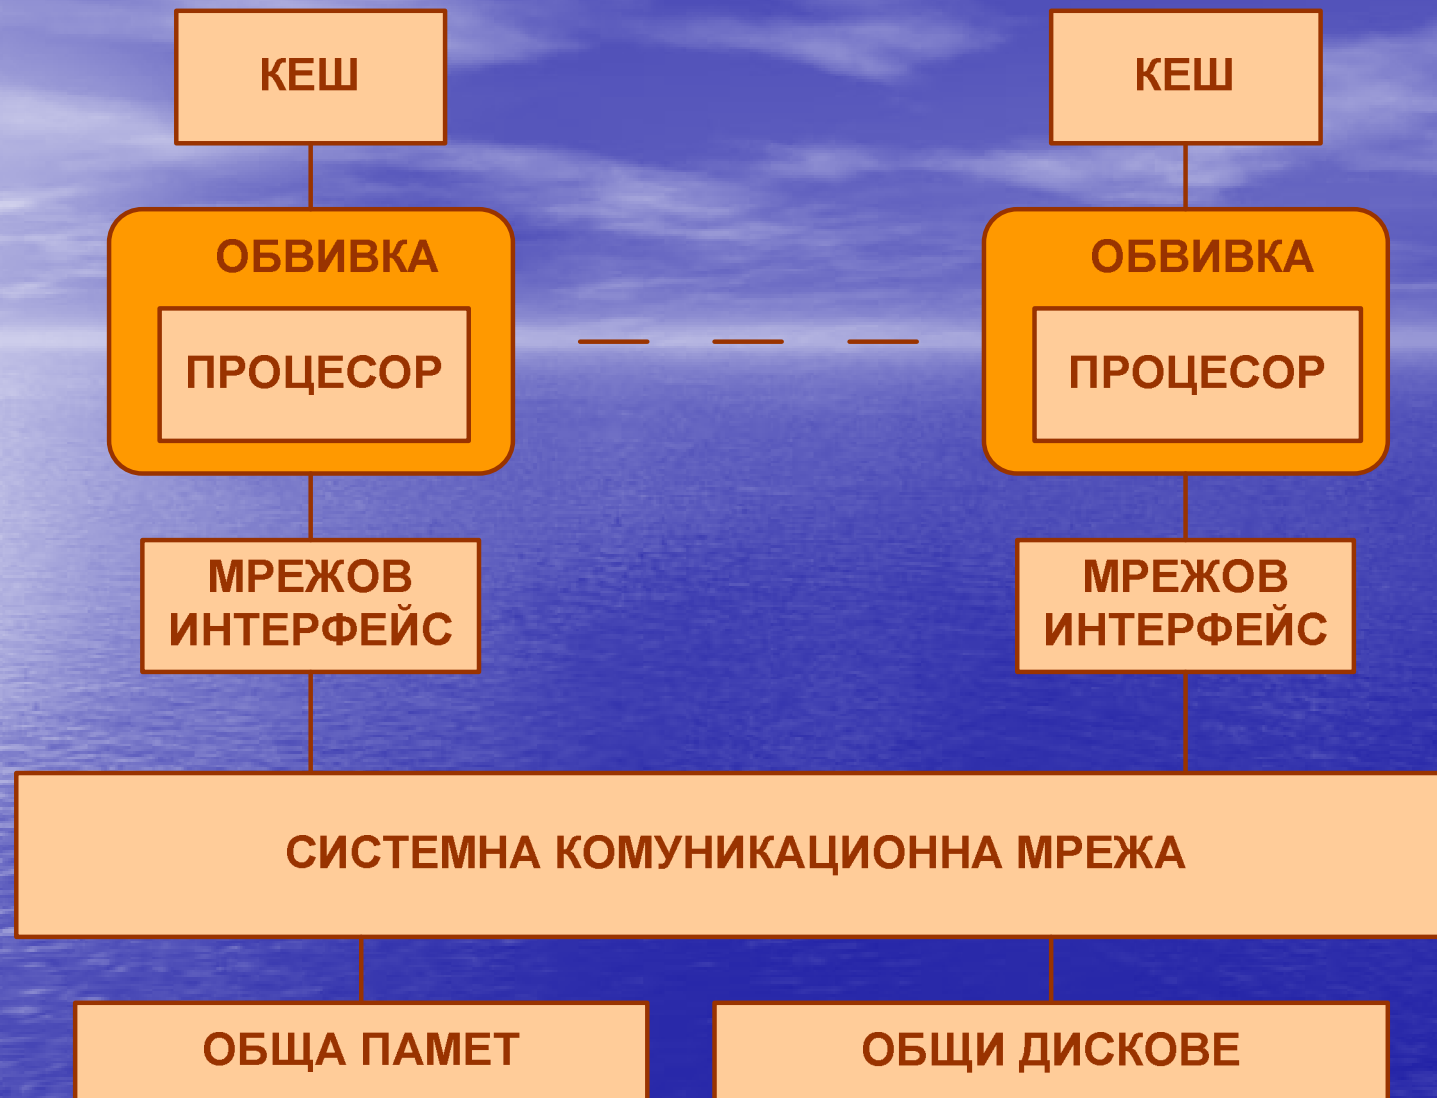 КЕШ
КЕШ
ОБВИВКА
ОБВИВКА
ПРОЦЕСОР
ПРОЦЕСОР
МРЕЖОВ
ИНТЕРФЕЙС
МРЕЖОВ
ИНТЕРФЕЙС
СИСТЕМНА КОМУНИКАЦИОННА МРЕЖА
ОБЩА ПАМЕТ
ОБЩИ ДИСКОВЕ